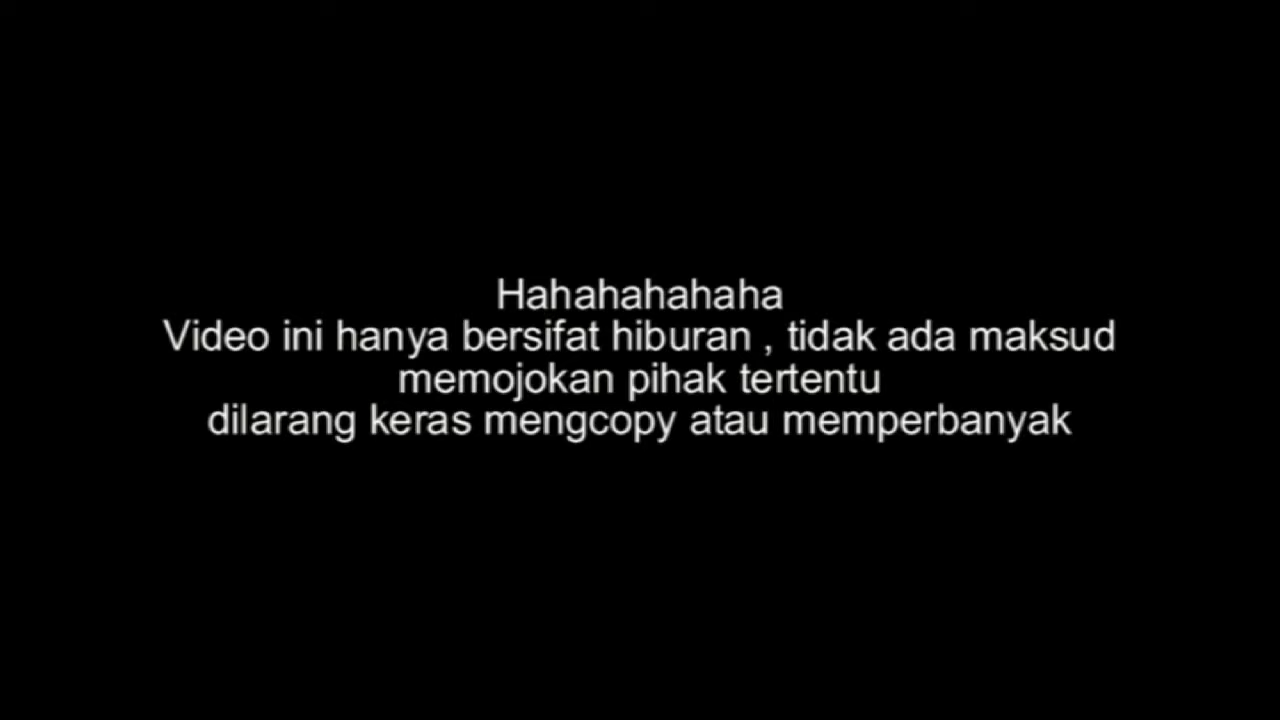 Hahahahahaha
Video ini hanya bersifat hiburan , tidak ada maksud
memojokan pihak tertentu
dilarang keras mengcopy atau memperbanyak